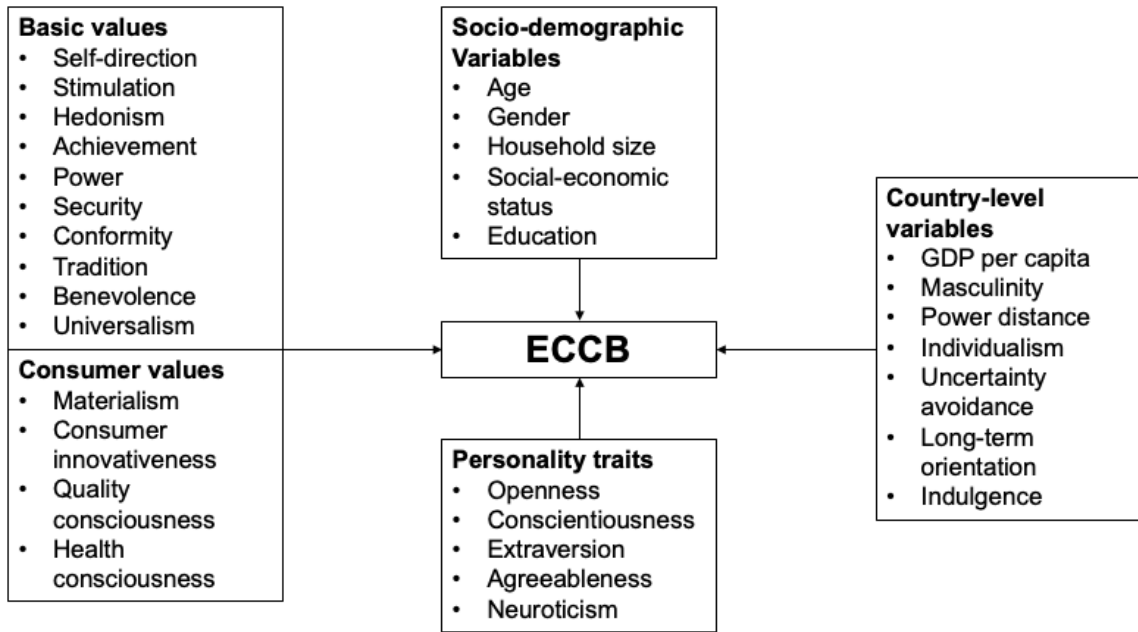 Basic values
• Self-direction
• Stimulation
• Hedonism
• Achievement
• Power
• Security
• Conformity
• Tradition
• Benevolence
• Universalism
Consumer values
• Materialism
• Consumer
innovativeness
• Quality
consciousness
• Health
consciousness
Socio-demographic
Variables
• Age
• Gender
• Household size
• Social-economic
status
• Education
ECCB
Personality traits
• Openness
• Conscientiousness
• Extraversion
• Agreeableness
• Neuroticism
Country-level
variables
• GDP per capita
• Masculinity
• Power distance
• Individualism
• Uncertainty
avoidance
• Long-term
orientation
• Indulgence